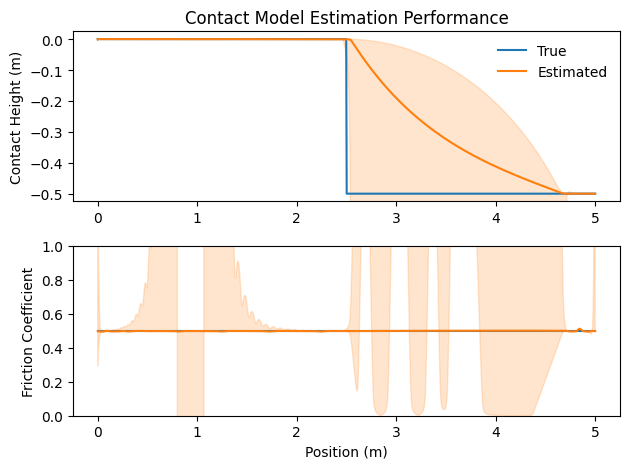 Contact Model Estimation Performance
Contact Height (m)
0.0
−0.1
−0.2
−0.3
−0.4
−0.5
True
Estimated
0 1 2 3 4 5
Friction Coefficient
1.0
0.8
0.6
0.4
0.2
0.0
0 1 2 3 4 5
Position (m)